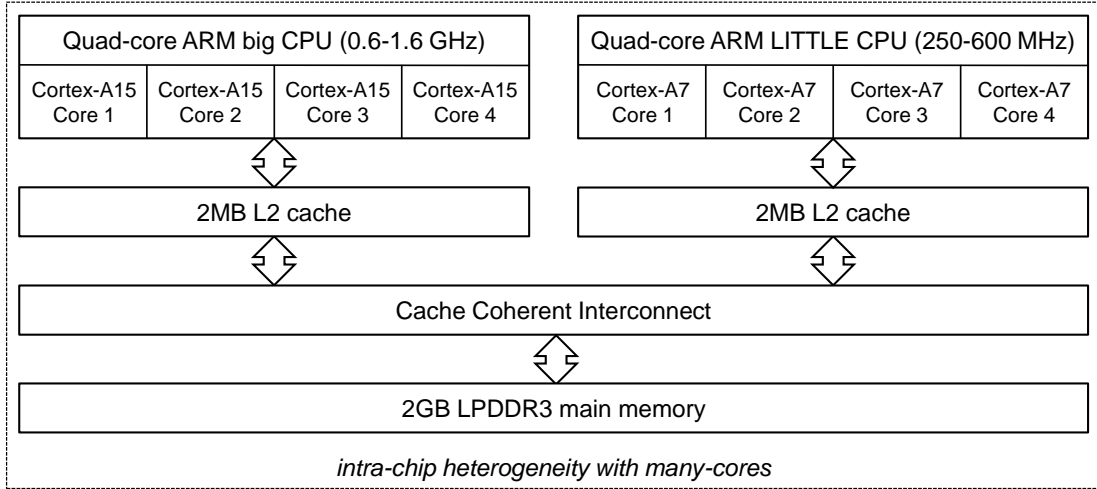 Quad-core ARM big CPU (0.6-1.6 GHz)
Cortex-A15 Core 1
Cortex-A15 Core 2
Cortex-A15 Core 3
Cortex-A15 Core 4
Quad-core ARM LITTLE CPU (250-600 MHz)
Cortex-A7 Core 1
Cortex-A7 Core 2
Cortex-A7 Core 3
Cortex-A7 Core 4
2MB L2 cache
2MB L2 cache
Cache Coherent Interconnect
2GB LPDDR3 main memory
intra-chip heterogeneity with many-cores